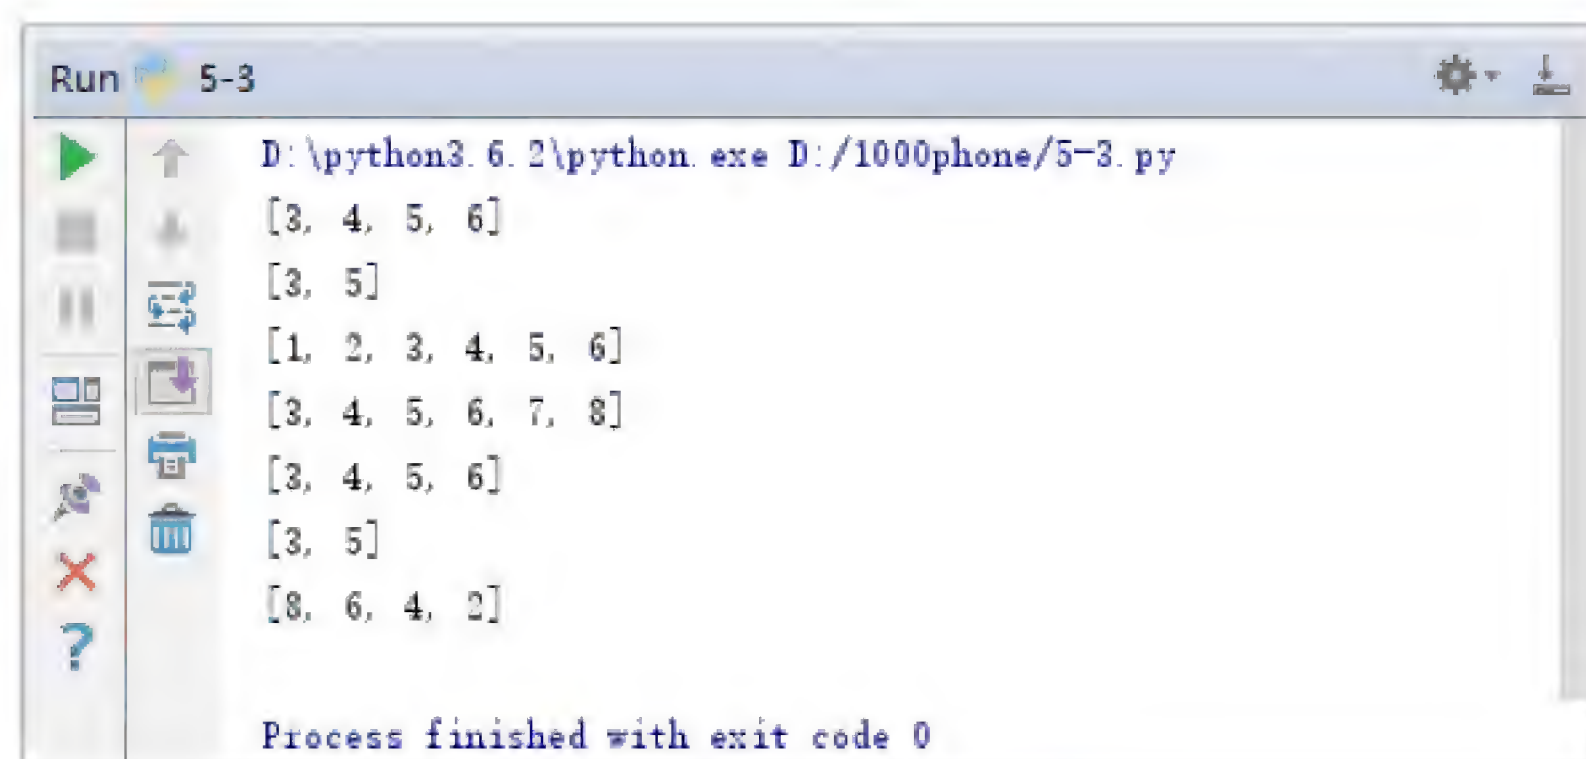 Run 5-3
D:\python3.6.2\python.exe D:/1000phone/5-3.py
[3, 4, 5, 6]
[3, 5]
[1, 2, 3, 4, 5, 6]
[3, 4, 5, 6, 7, 8]
[3, 4, 5, 6]
[3, 5]
[8, 6, 4, 2]
Process finished with exit code 0